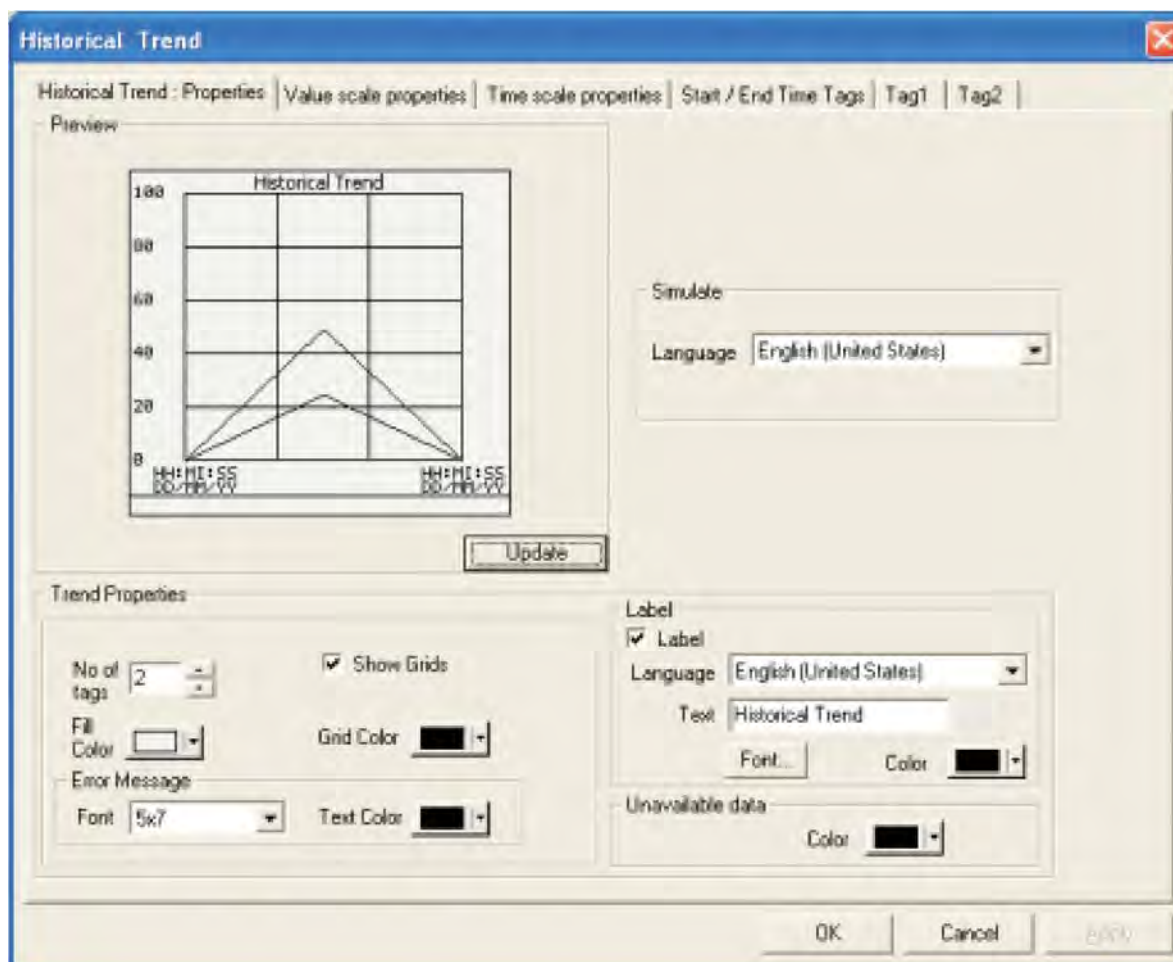 Historical Trend
Historical Trend : Properties Value scale properties Time scale properties Start / End Time Tags Tag1 Tag2
Preview
Historical Trend
100
80
60
40
20
0
HH:MI:SS HH:MI:SS
DD/MM/YY DD/MM/YY
Update
Simulate
Language English (United States)
Trend Properties
No of tags 2
Show Grids
Fill Color
Grid Color
Error Message
Font 5x7
Text Color
Label
Label
Language English (United States)
Text Historical Trend
Font...
Color
Unavailable data
Color
OK Cancel Apply